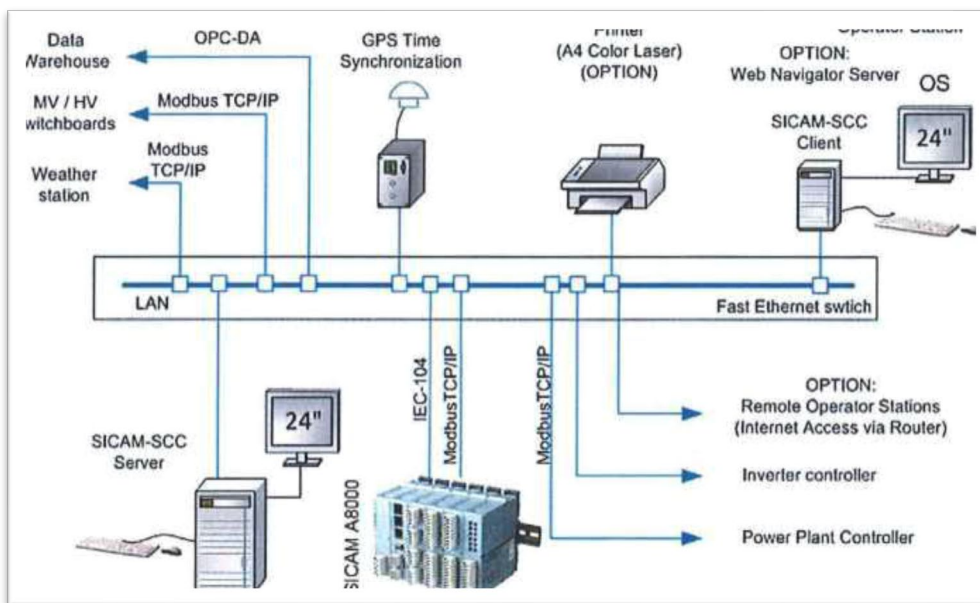 Data
Warehouse
OPC-DA
MV / HV
witchboards
Modbus TCP/IP
Weather
station
Modbus
TCP/IP
GPS Time
Synchronization
Printer
(A4 Color Laser)
(OPTION)
Operator Station
OPTION:
Web Navigator Server
OS
SICAM-SCC
Client
24"
LAN
Fast Ethernet swtich
SICAM-SCC
Server
24"
IEC-104
ModbusTCP/IP
SICAM A8000
ModbusTCP/IP
OPTION:
Remote Operator Stations
(Internet Access via Router)
Inverter controller
Power Plant Controller